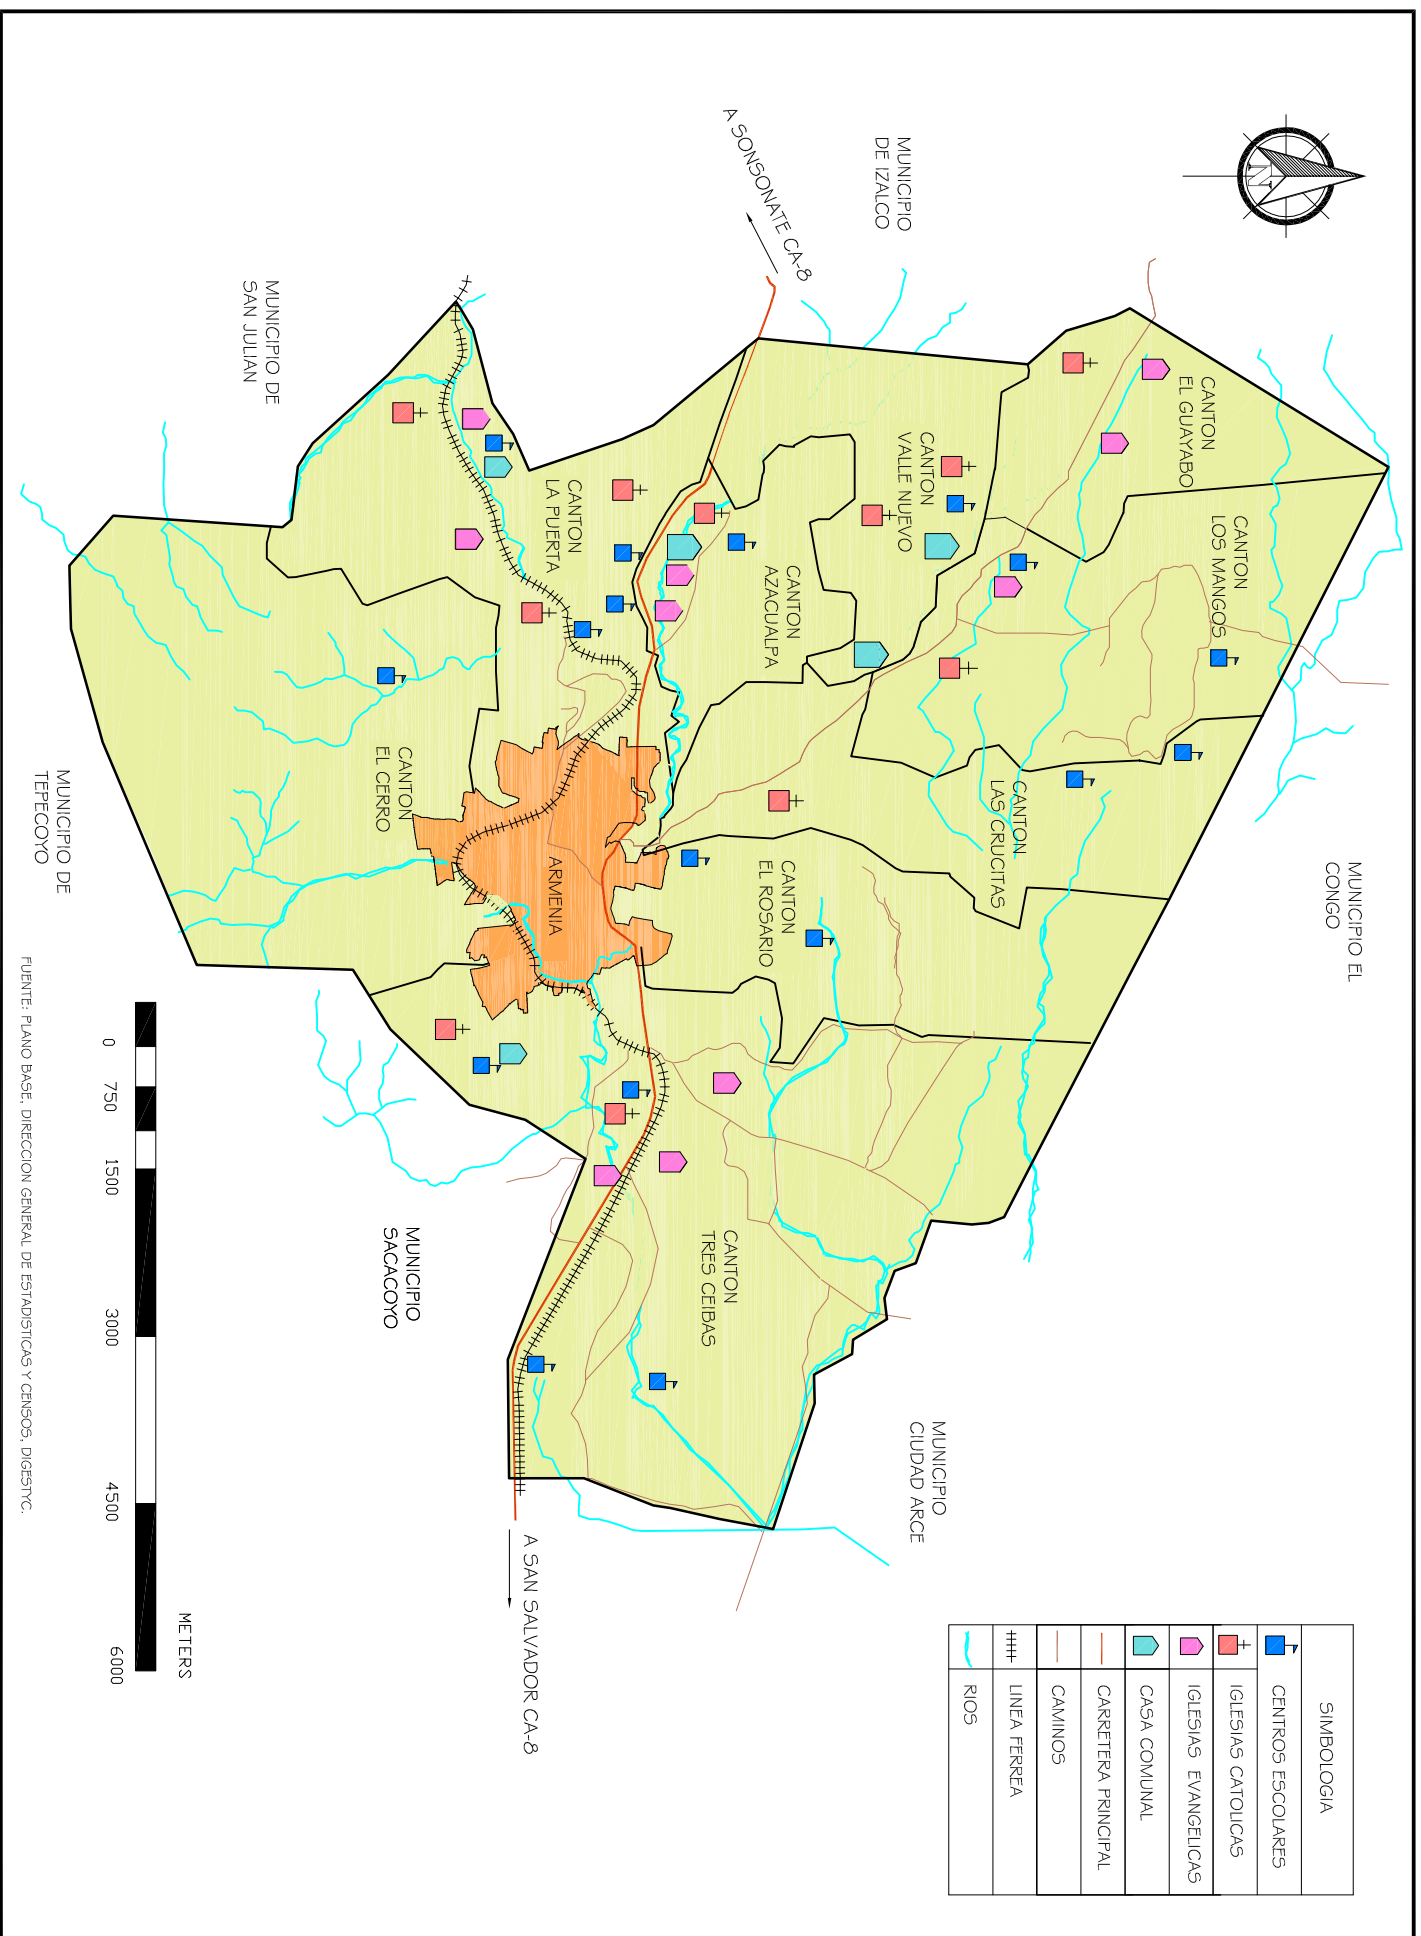 N
MUNICIPIO EL
CONGO
CANTON
EL GUAYABO
CANTON
LOS MANGOS
CANTON
LAS CRUCITAS
MUNICIPIO
DE IZALCO
CANTON
VALLE NUEVO
CANTON
AZACUALPA
CANTON
EL ROSARIO
A SONSONATE CA-8
CANTON
LA PUERTA
ARMENIA
CANTON
TRES CEIBAS
MUNICIPIO
CIUDAD ARCE
CANTON
EL CERRO
MUNICIPIO DE
SAN JULIAN
MUNICIPIO
SACACOYO
A SAN SALVADOR CA-8
MUNICIPIO DE
TEPECOYO
SIMBOLOGIA
CENTROS ESCOLARES
IGLESIAS CATOLICAS
IGLESIAS EVANGELICAS
CASA COMUNAL
CARRETERA PRINCIPAL
CAMINOS
LINEA FERREA
RIOS
METERS
0 750 1500 3000 4500 6000
FUENTE: PLANO BASE, DIRECCION GENERAL DE ESTADISTICAS Y CENSOS, DIGESTYC.